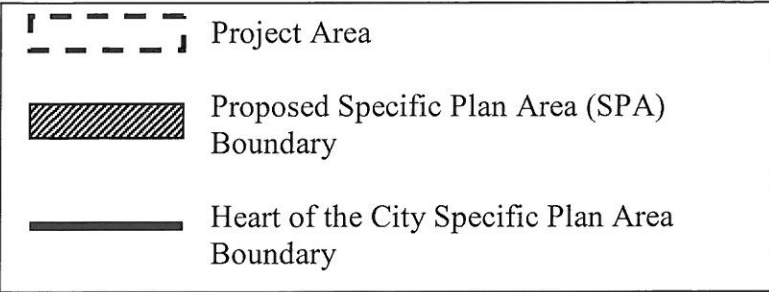 Project Area
Proposed Specific Plan Area (SPA)
Boundary
Heart of the City Specific Plan Area
Boundary